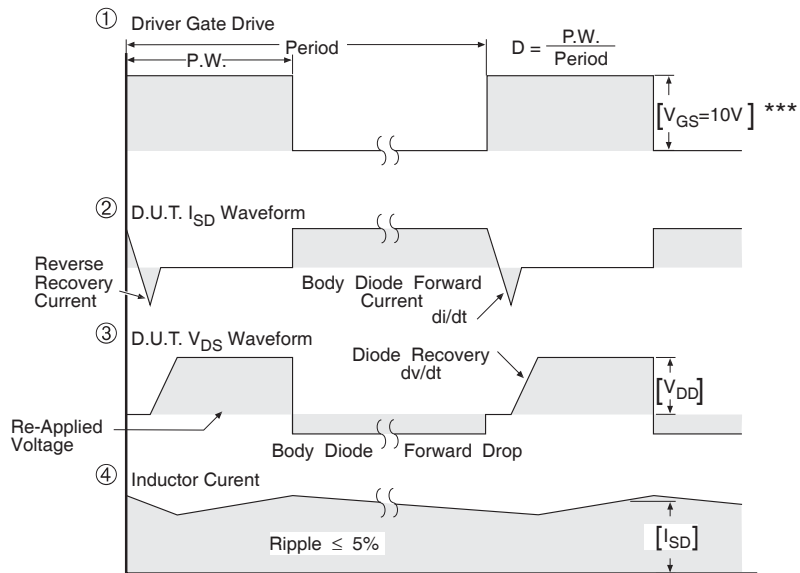 ① Driver Gate Drive
Period
P.W.
D = P.W. / Period
[V_GS=10V] ***
② D.U.T. I_SD Waveform
Reverse
Recovery
Current
Body Diode Forward
Current
di/dt
③ D.U.T. V_DS Waveform
Diode Recovery
dv/dt
[V_DD]
Re-Applied
Voltage
Body Diode Forward Drop
④ Inductor Curent
Ripple ≤ 5%
[I_SD]